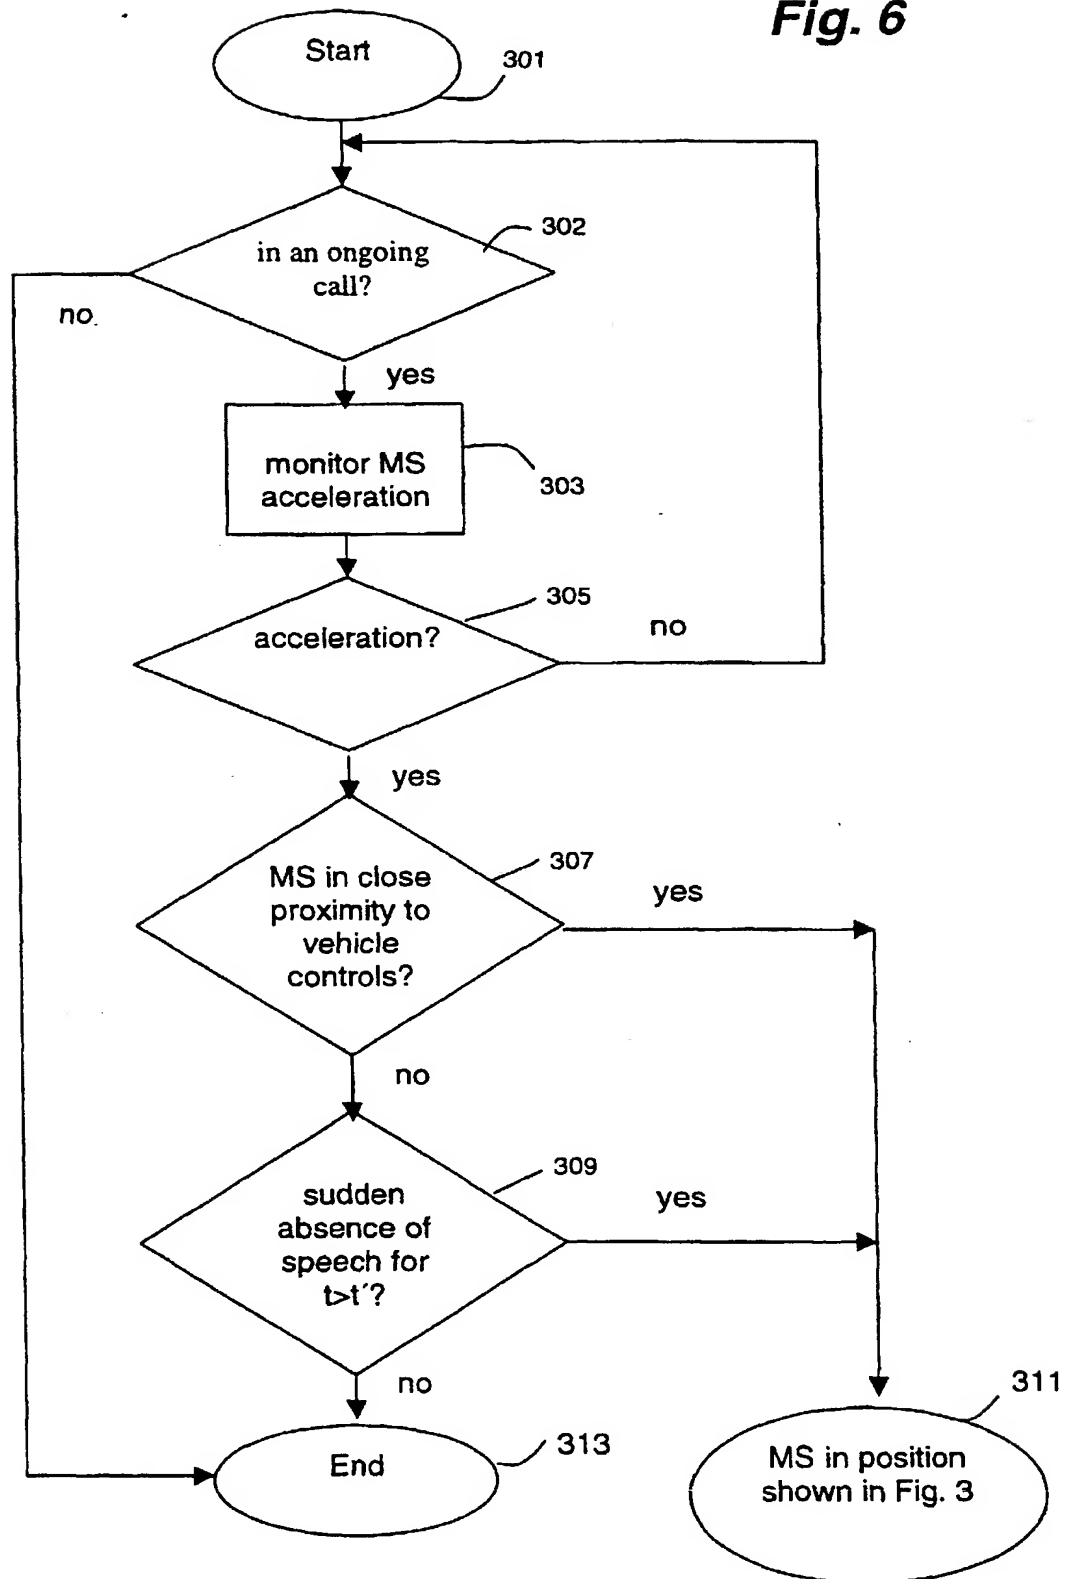 Fig. 6
Start
301
302
in an ongoing
call?
no
yes
monitor MS
acceleration
303
305
acceleration?
no
yes
307
MS in close
proximity to
vehicle
controls?
yes
no
309
sudden
absence of
speech for
t>t´?
yes
no
311
313
End
MS in position
shown in Fig. 3